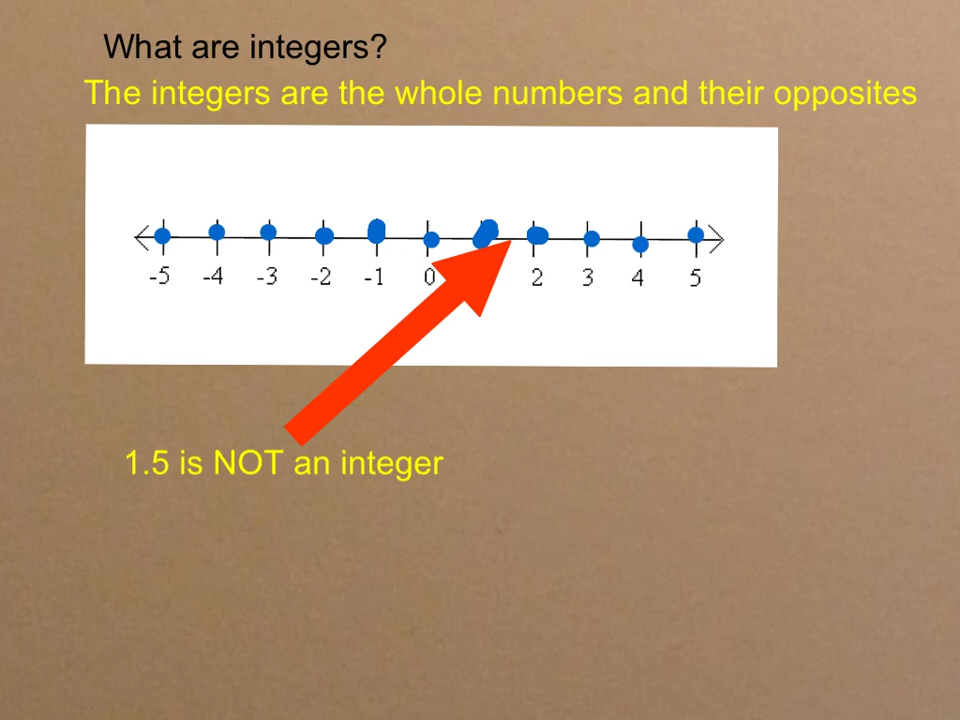 What are integers?
The integers are the whole numbers and their opposites
-5 -4 -3 -2 -1 0 2 3 4 5
1.5 is NOT an integer